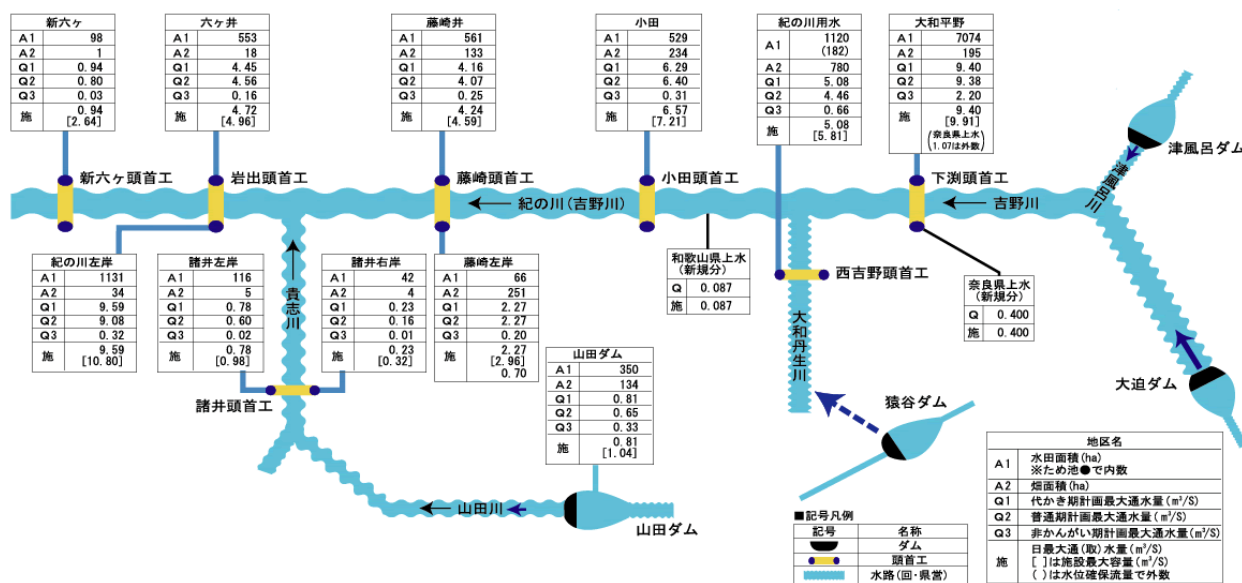 新六ヶ
A1 98
A2 1
Q1 0.94
Q2 0.80
Q3 0.03
施 0.94
[2.64]
六ヶ井
A1 553
A2 18
Q1 4.45
Q2 4.56
Q3 0.16
施 4.72
[4.96]
藤崎井
A1 561
A2 133
Q1 4.16
Q2 4.07
Q3 0.25
施 4.24
[4.59]
小田
A1 529
A2 234
Q1 6.29
Q2 6.40
Q3 0.31
施 6.57
[7.21]
紀の川用水
A1 1120
(182)
A2 780
Q1 5.08
Q2 4.46
Q3 0.66
施 5.08
[5.81]
大和平野
A1 7074
A2 195
Q1 9.40
Q2 9.38
Q3 2.20
施 9.40
[9.91]
(奈良県上水
1.07は外数)
津風呂ダム
津風呂川
新六ヶ頭首工
岩出頭首工
藤崎頭首工
小田頭首工
下渕頭首工
←紀の川(吉野川)
←吉野川
紀の川左岸
A1 1131
A2 34
Q1 9.59
Q2 9.08
Q3 0.32
施 9.59
[10.80]
諸井左岸
A1 116
A2 5
Q1 0.78
Q2 0.60
Q3 0.02
施 0.78
[0.98]
貴志川
諸井右岸
A1 42
A2 4
Q1 0.23
Q2 0.16
Q3 0.01
施 0.23
[0.32]
藤崎左岸
A1 66
A2 251
Q1 2.27
Q2 2.27
Q3 0.20
施 2.27
[2.96]
0.70
和歌山県上水
(新規分)
Q 0.087
施 0.087
西吉野頭首工
大和丹生川
奈良県上水
(新規分)
Q 0.400
施 0.400
大迫ダム
諸井頭首工
山田ダム
A1 350
A2 134
Q1 0.81
Q2 0.65
Q3 0.33
施 0.81
[1.04]
←山田川
山田ダム
猿谷ダム
■記号凡例
記号 名称
ダム
頭首工
水路(回・県営)
地区名
A1 水田面積(ha)
※ため池●で内数
A2 畑面積(ha)
Q1 代かき期計画最大通水量(m³/S)
Q2 普通期計画最大通水量(m³/S)
Q3 非かんがい期計画最大通水量(m³/S)
施 日最大通(取)水量(m³/S)
[ ]は施設最大容量(m³/S)
( )は水位確保流量で外数